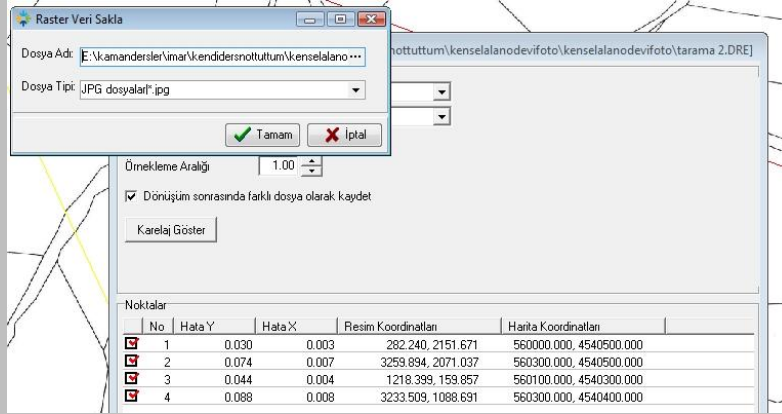 Raster Veri Sakla
Dosya Adı: E:\kamandersler\imar\kendidersnottuttum\kenselalano ...
Dosya Tipi: JPG dosyaları|*.jpg
Tamam
İptal
nottuttum\kenselalanodevifoto\kenselalanodevifoto\tarama 2.DRE]
Örnekleme Aralığı 1.00
Dönüşüm sonrasında farklı dosya olarak kaydet
Karelaj Göster
Noktalar
No Hata Y Hata X Resim Koordinatları Harita Koordinatları
1 0.030 0.003 282.240, 2151.671 560000.000, 4540500.000
2 0.074 0.007 3259.894, 2071.037 560300.000, 4540500.000
3 0.044 0.004 1218.399, 159.857 560100.000, 4540300.000
4 0.088 0.008 3233.509, 1088.691 560300.000, 4540400.000